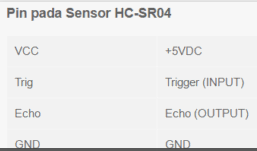 Pin pada Sensor HC-SR04
VCC +5VDC
Trig Trigger (INPUT)
Echo Echo (OUTPUT)
GND GND